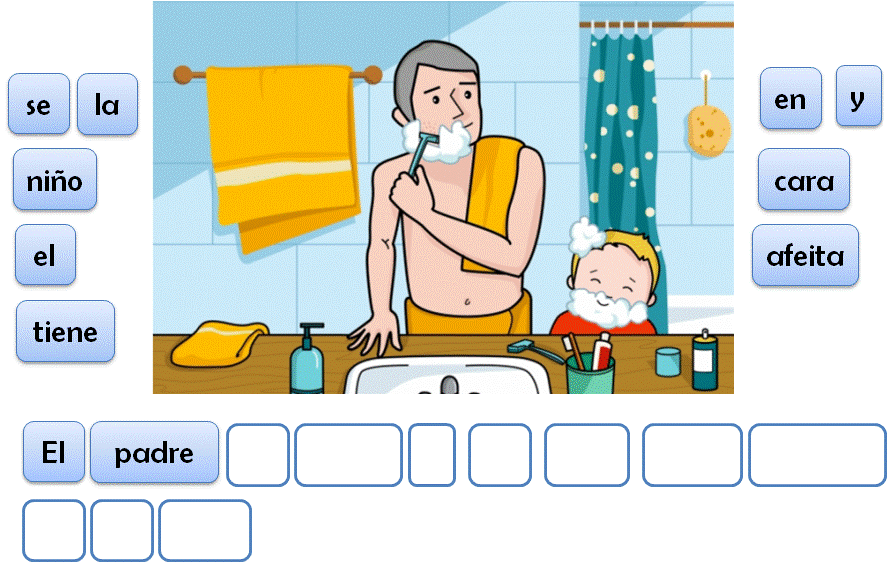 se la en y
niño cara
el afeita
tiene
El padre